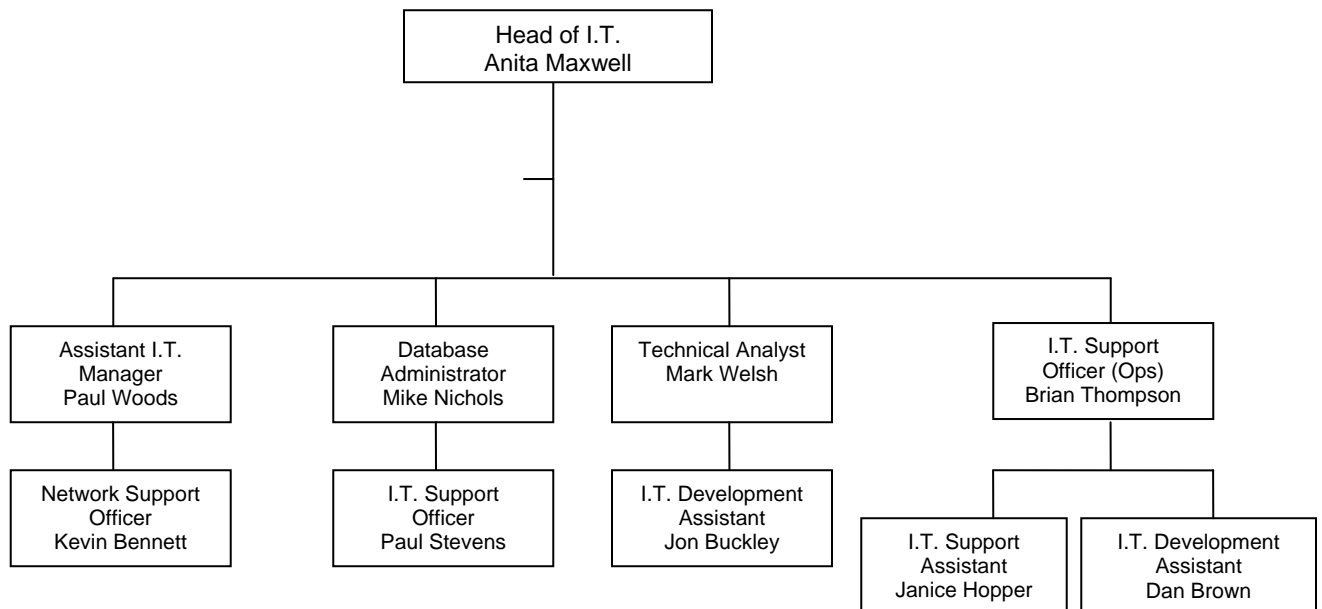 Head of I.T.
Anita Maxwell
Assistant I.T.
Manager
Paul Woods
Database
Administrator
Mike Nichols
Technical Analyst
Mark Welsh
I.T. Support
Officer (Ops)
Brian Thompson
Network Support
Officer
Kevin Bennett
I.T. Support
Officer
Paul Stevens
I.T. Development
Assistant
Jon Buckley
I.T. Support
Assistant
Janice Hopper
I.T. Development
Assistant
Dan Brown